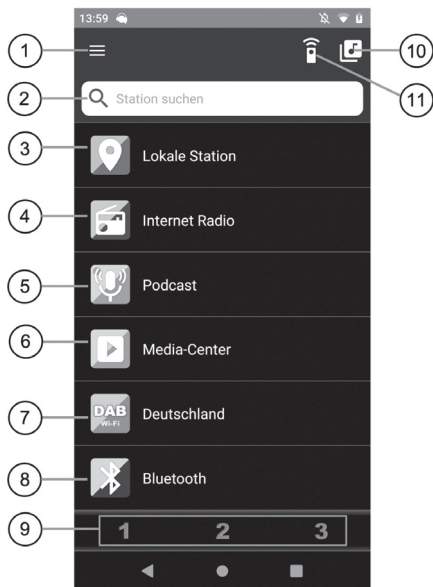 13:59
1
10
2 Station suchen
11
3 Lokale Station
4 Internet Radio
5 Podcast
6 Media-Center
7 DAB Wi-Fi Deutschland
8 Bluetooth
9 1 2 3